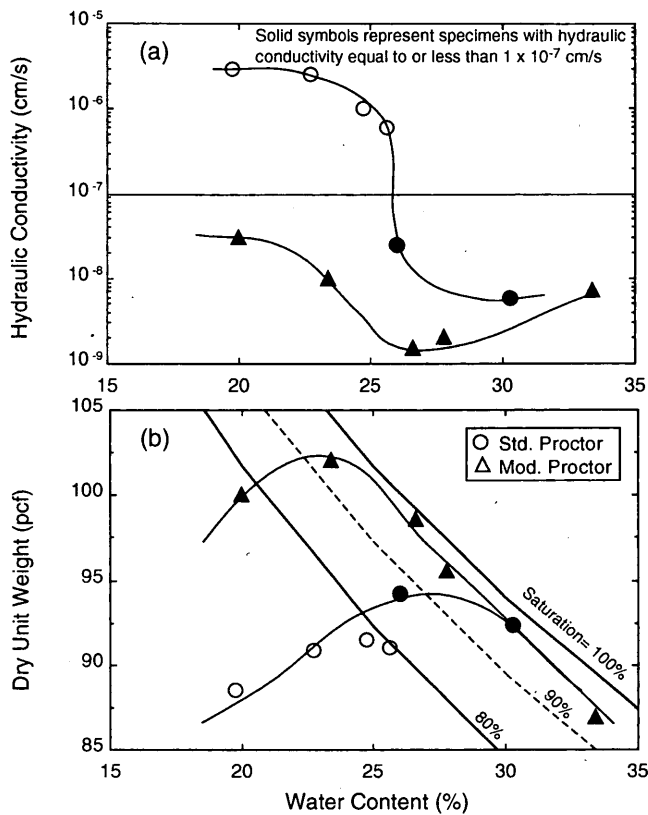 (a)
Solid symbols represent specimens with hydraulic
conductivity equal to or less than 1 x 10⁻⁷ cm/s
Hydraulic Conductivity (cm/s)
10⁻⁵
10⁻⁶
10⁻⁷
10⁻⁸
10⁻⁹
15 20 25 30 35
(b)
Std. Proctor
Mod. Proctor
Dry Unit Weight (pcf)
105
100
95
90
85
Saturation= 100%
90%
80%
15 20 25 30 35
Water Content (%)